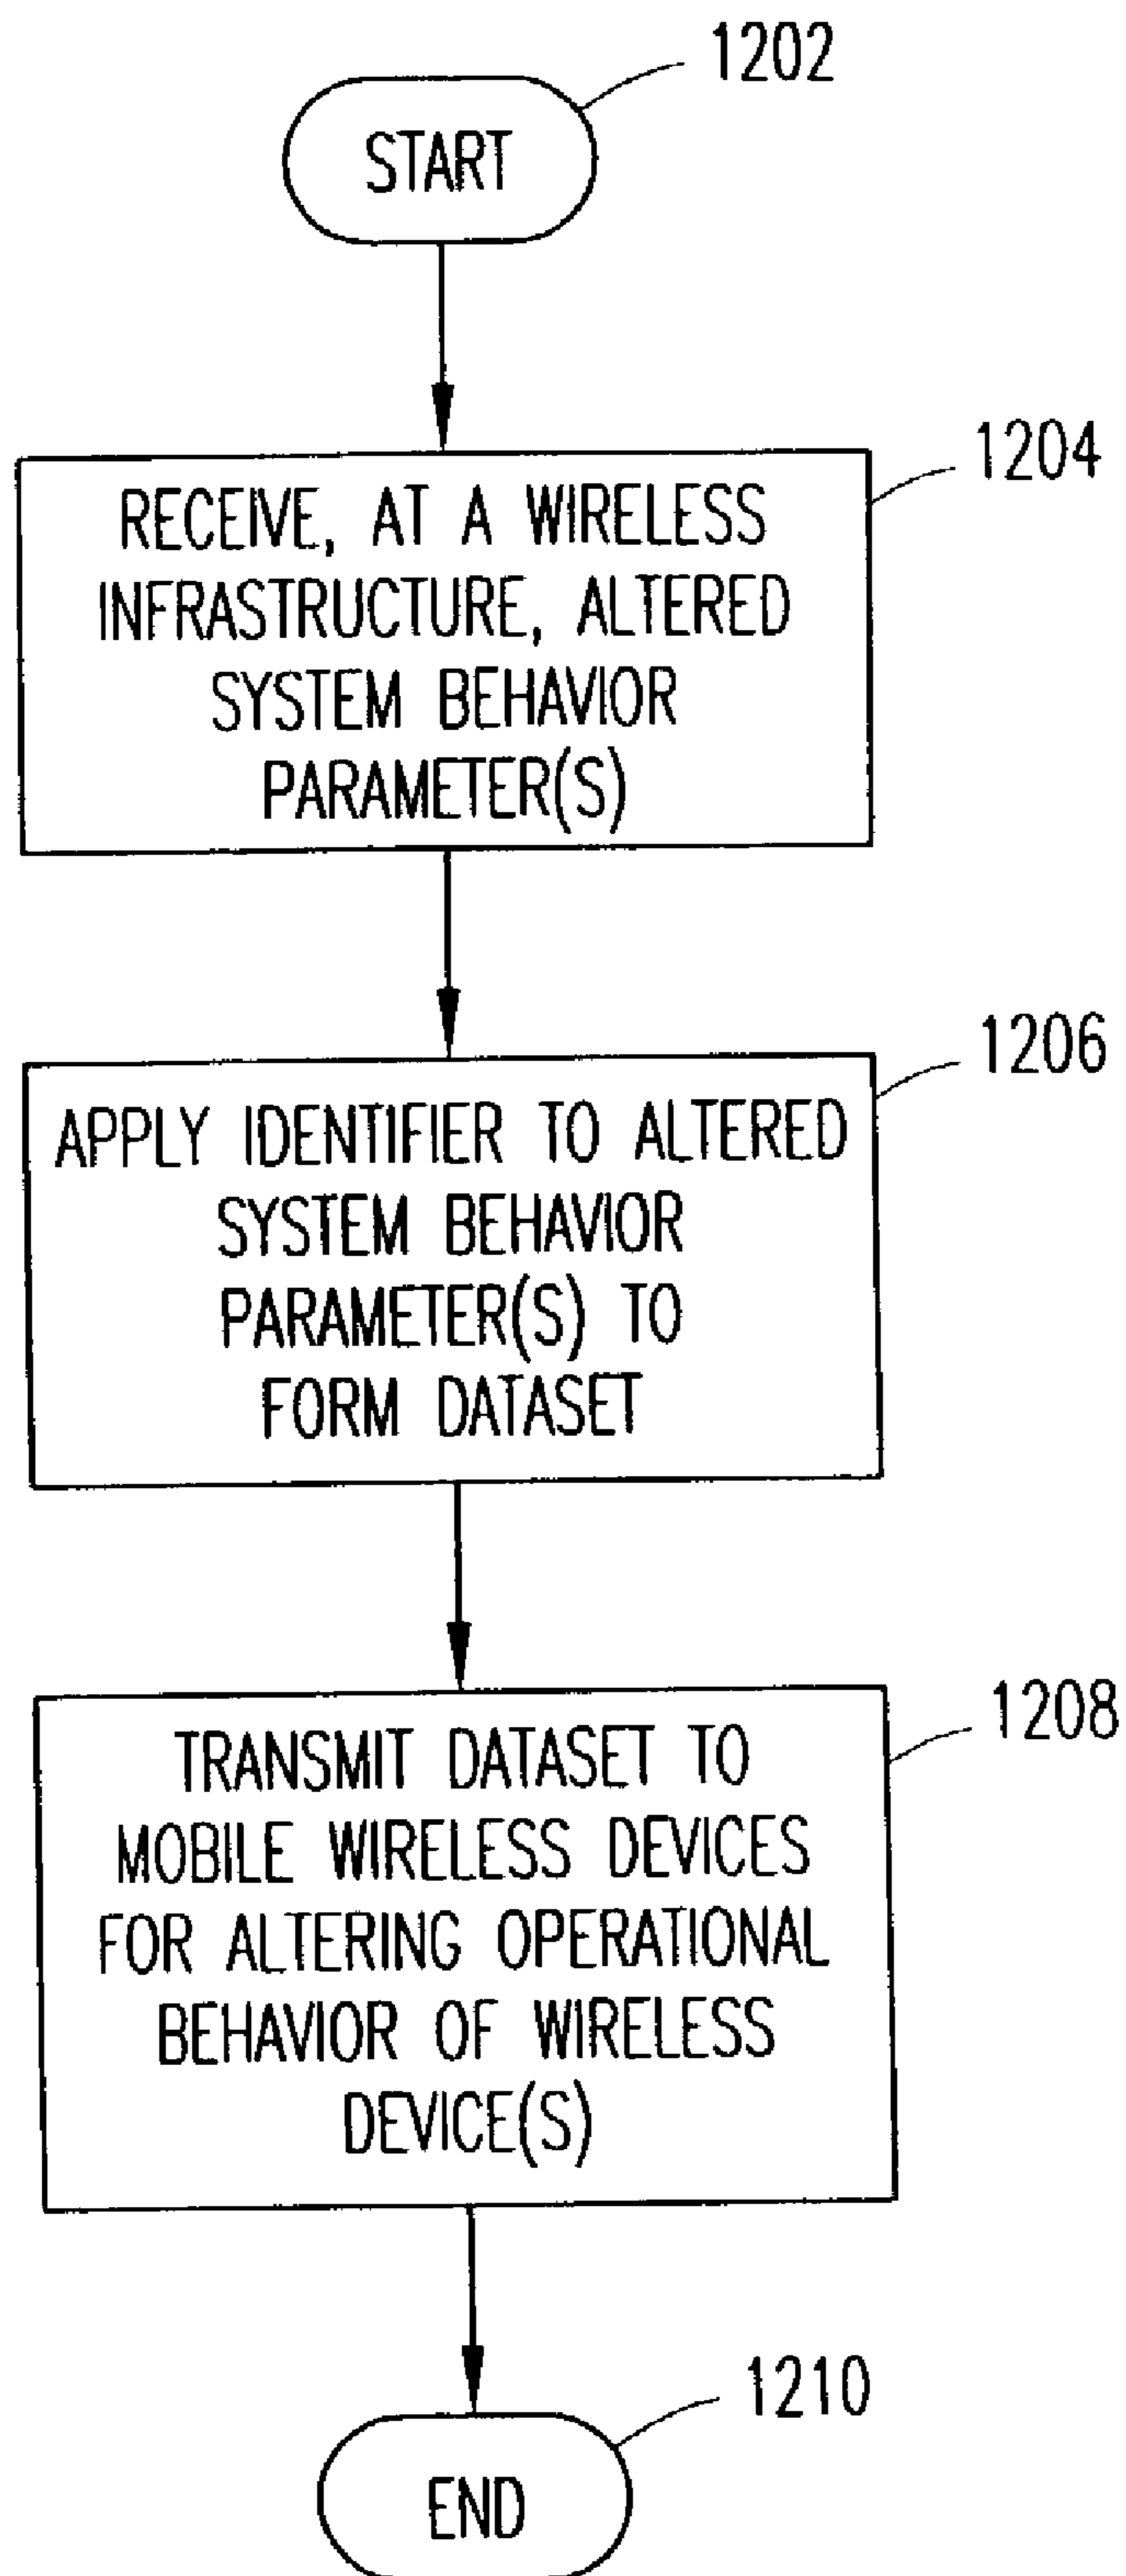 1202
START
1204
RECEIVE, AT A WIRELESS
INFRASTRUCTURE, ALTERED
SYSTEM BEHAVIOR
PARAMETER(S)
1206
APPLY IDENTIFIER TO ALTERED
SYSTEM BEHAVIOR
PARAMETER(S) TO
FORM DATASET
1208
TRANSMIT DATASET TO
MOBILE WIRELESS DEVICES
FOR ALTERING OPERATIONAL
BEHAVIOR OF WIRELESS
DEVICE(S)
1210
END